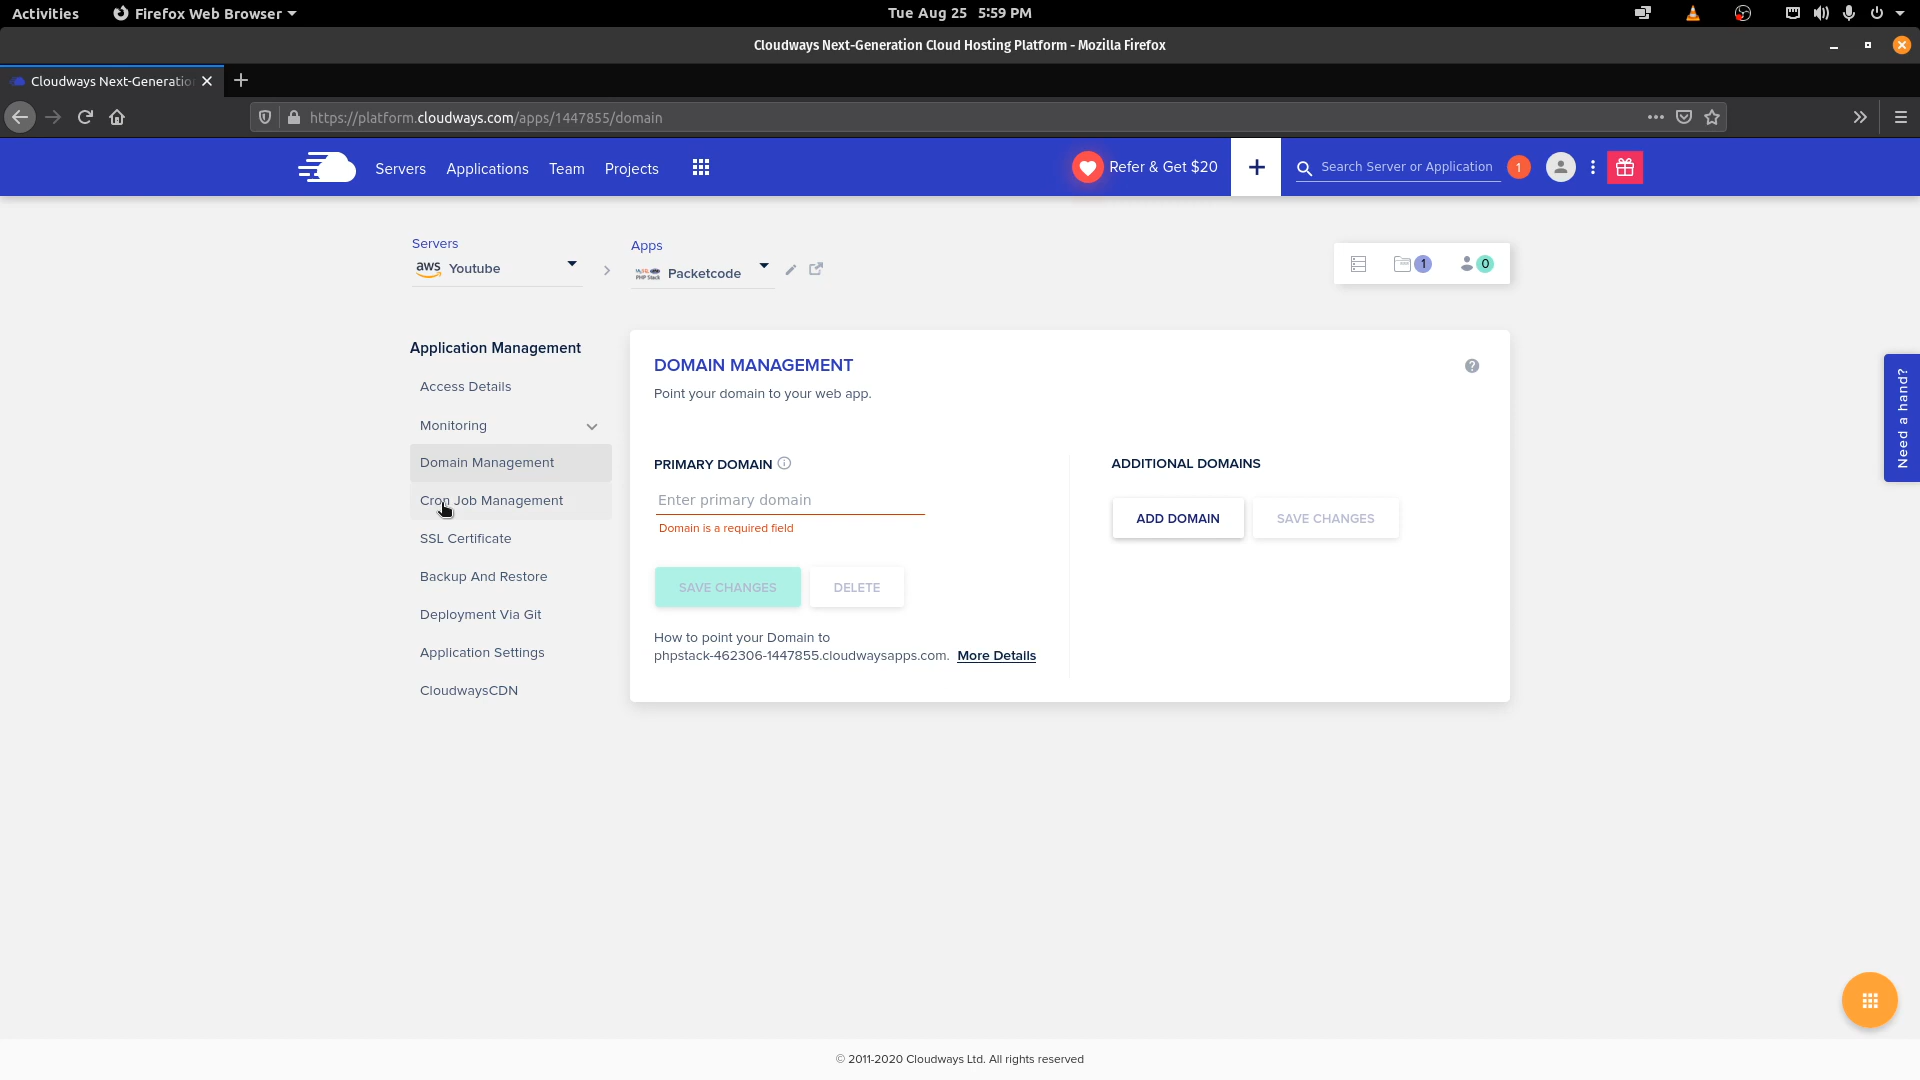 Activities
Firefox Web Browser
Tue Aug 25 5:59 PM
Cloudways Next-Generation Cloud Hosting Platform - Mozilla Firefox
Cloudways Next-Generatio
https://platform.cloudways.com/apps/1447855/domain
Servers
Applications
Team
Projects
Refer & Get $20
Search Server or Application
1
Servers
aws Youtube
Apps
Packetcode
1
0
Application Management
Access Details
Monitoring
Domain Management
Cron Job Management
SSL Certificate
Backup And Restore
Deployment Via Git
Application Settings
CloudwaysCDN
DOMAIN MANAGEMENT
Point your domain to your web app.
PRIMARY DOMAIN
Enter primary domain
Domain is a required field
SAVE CHANGES
DELETE
How to point your Domain to
phpstack-462306-1447855.cloudwaysapps.com. More Details
ADDITIONAL DOMAINS
ADD DOMAIN
SAVE CHANGES
Need a hand?
© 2011-2020 Cloudways Ltd. All rights reserved